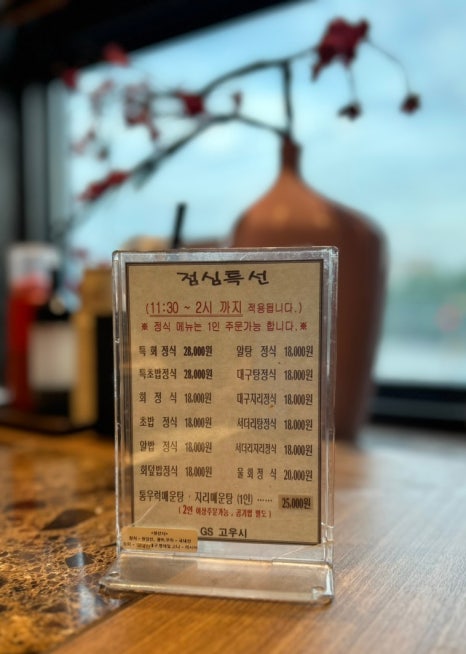 점심특선
(11:30 ~ 2시 까지 적용됩니다.)
※ 정식 메뉴는 1인 주문가능 합니다.※
특 회 정식 28,000원 알탕 정식 18,000원
특초밥정식 28,000원 대구탕정식 18,000원
회 정 식 18,000원 대구지리정식 18,000원
초밥 정식 18,000원 서더리탕정식 18,000원
알밥 정식 18,000원 서더리지리정식 18,000원
회덮밥정식 18,000원 물 회 정 식 20,000원
통우럭매운탕 · 지리매운탕 (1인) ······ 25,000원
(2인 이상주문가능, 공기밥 별도)
GS 고우시